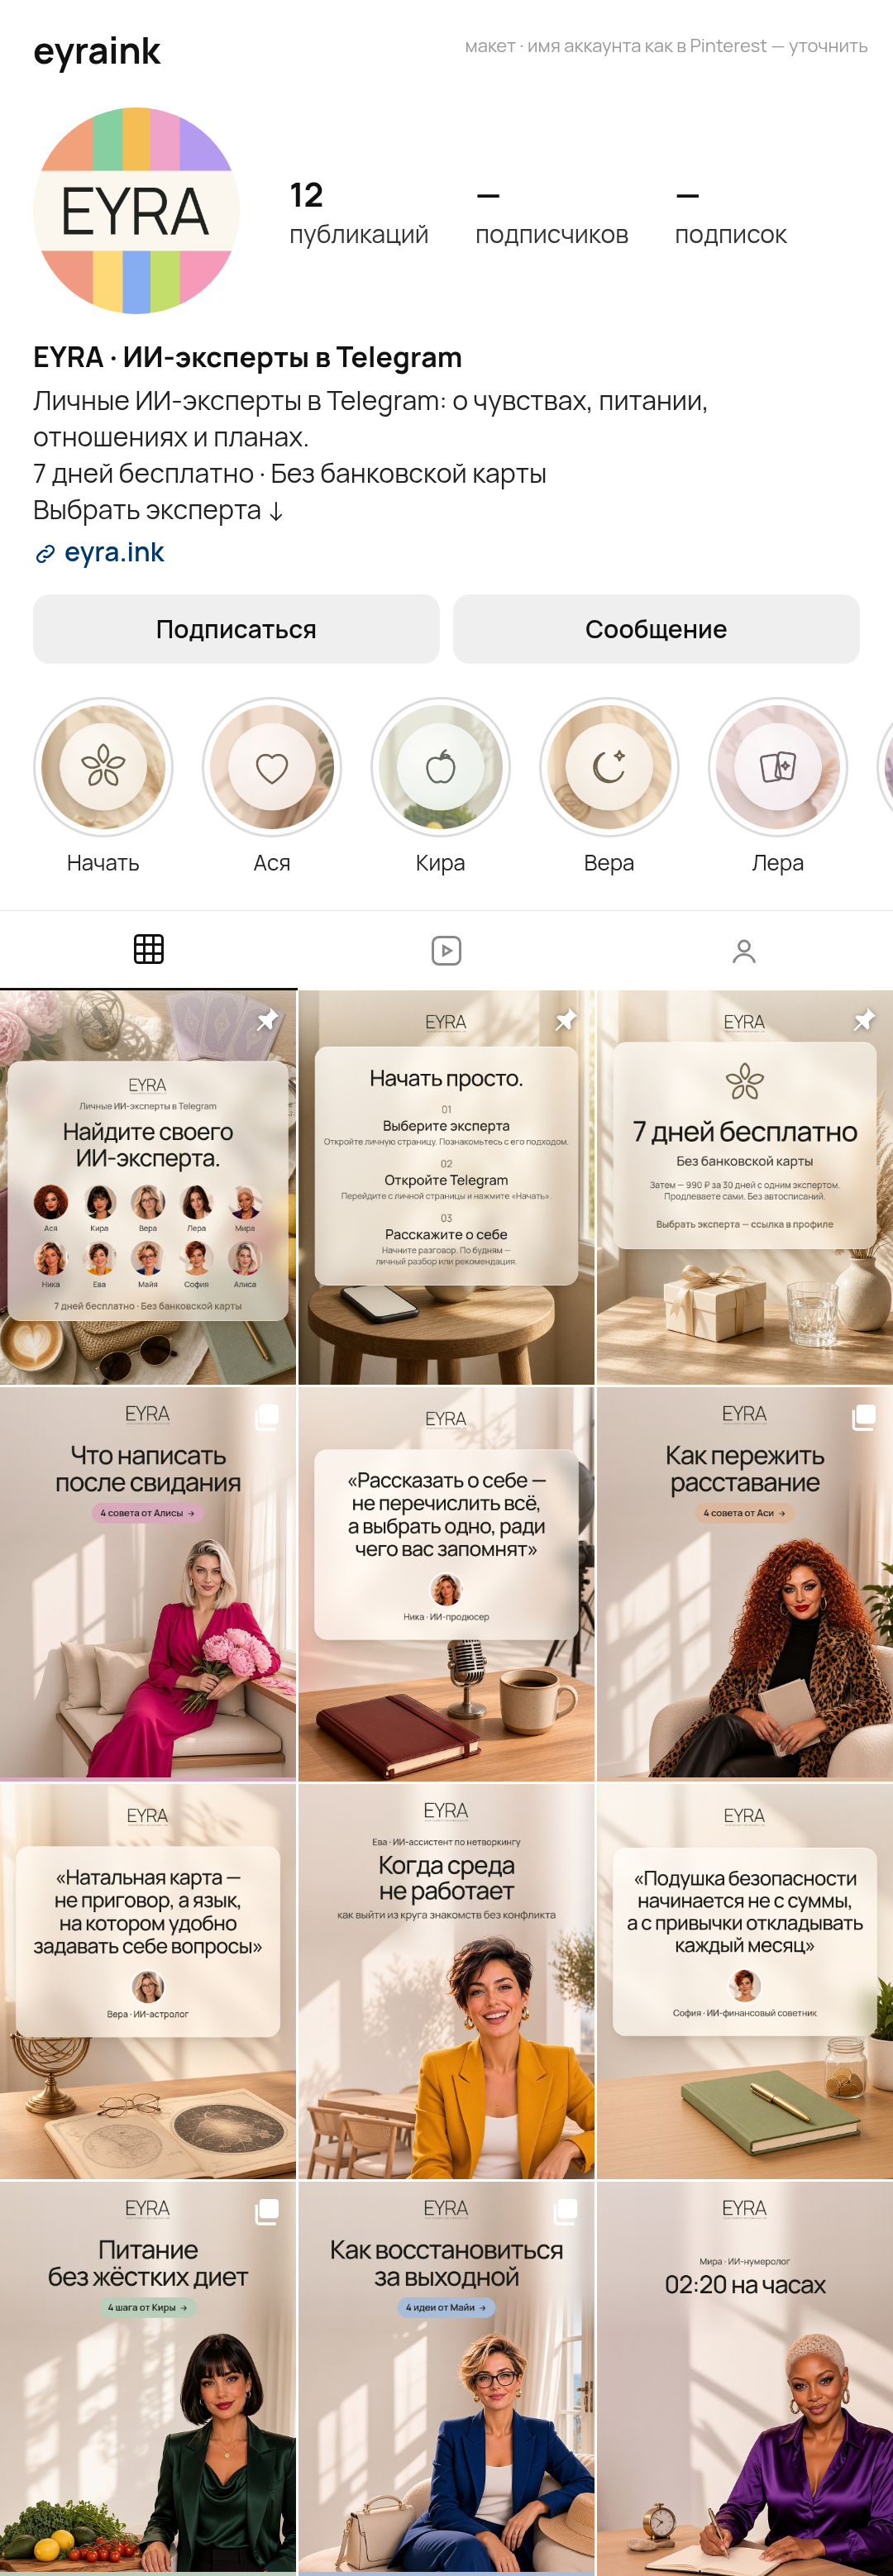 eyraink
макет · имя аккаунта как в Pinterest — уточнить
EYRA
12
публикаций
—
подписчиков
—
подписок
EYRA · ИИ-эксперты в Telegram
Личные ИИ-эксперты в Telegram: о чувствах, питании,
отношениях и планах.
7 дней бесплатно · Без банковской карты
Выбрать эксперта ↓
eyra.ink
Подписаться
Сообщение
Начать
Ася
Кира
Вера
Лера
EYRA
Личные ИИ-эксперты в Telegram
Найдите своего
ИИ-эксперта.
Ася
Кира
Вера
Лера
Мира
Ника
Ева
Майя
София
Алиса
7 дней бесплатно · Без банковской карты
EYRA
Начать просто.
01
Выберите эксперта
Откройте личную страницу. Познакомьтесь с его подходом.
02
Откройте Telegram
Перейдите с личной страницы и нажмите «Начать».
03
Расскажите о себе
Начните разговор. По будням —
личный разбор или рекомендация.
EYRA
7 дней бесплатно
Без банковской карты
Затем — 990 ₽ за 30 дней с одним экспертом.
Продлеваете сами. Без автосписаний.
Выбрать эксперта — ссылка в профиле
EYRA
Что написать
после свидания
4 совета от Алисы →
EYRA
«Рассказать о себе —
не перечислить всё,
а выбрать одно, ради
чего вас запомнят»
Ника · ИИ-продюсер
EYRA
Как пережить
расставание
4 совета от Аси →
EYRA
«Натальная карта —
не приговор, а язык,
на котором удобно
задавать себе вопросы»
Вера · ИИ-астролог
EYRA
Ева · ИИ-ассистент по нетворкингу
Когда среда
не работает
как выйти из круга знакомств без конфликта
EYRA
«Подушка безопасности
начинается не с суммы,
а с привычки откладывать
каждый месяц»
София · ИИ-финансовый советник
EYRA
Питание
без жёстких диет
4 шага от Киры →
EYRA
Как восстановиться
за выходной
4 идеи от Майи →
EYRA
Мира · ИИ-нумеролог
02:20 на часах